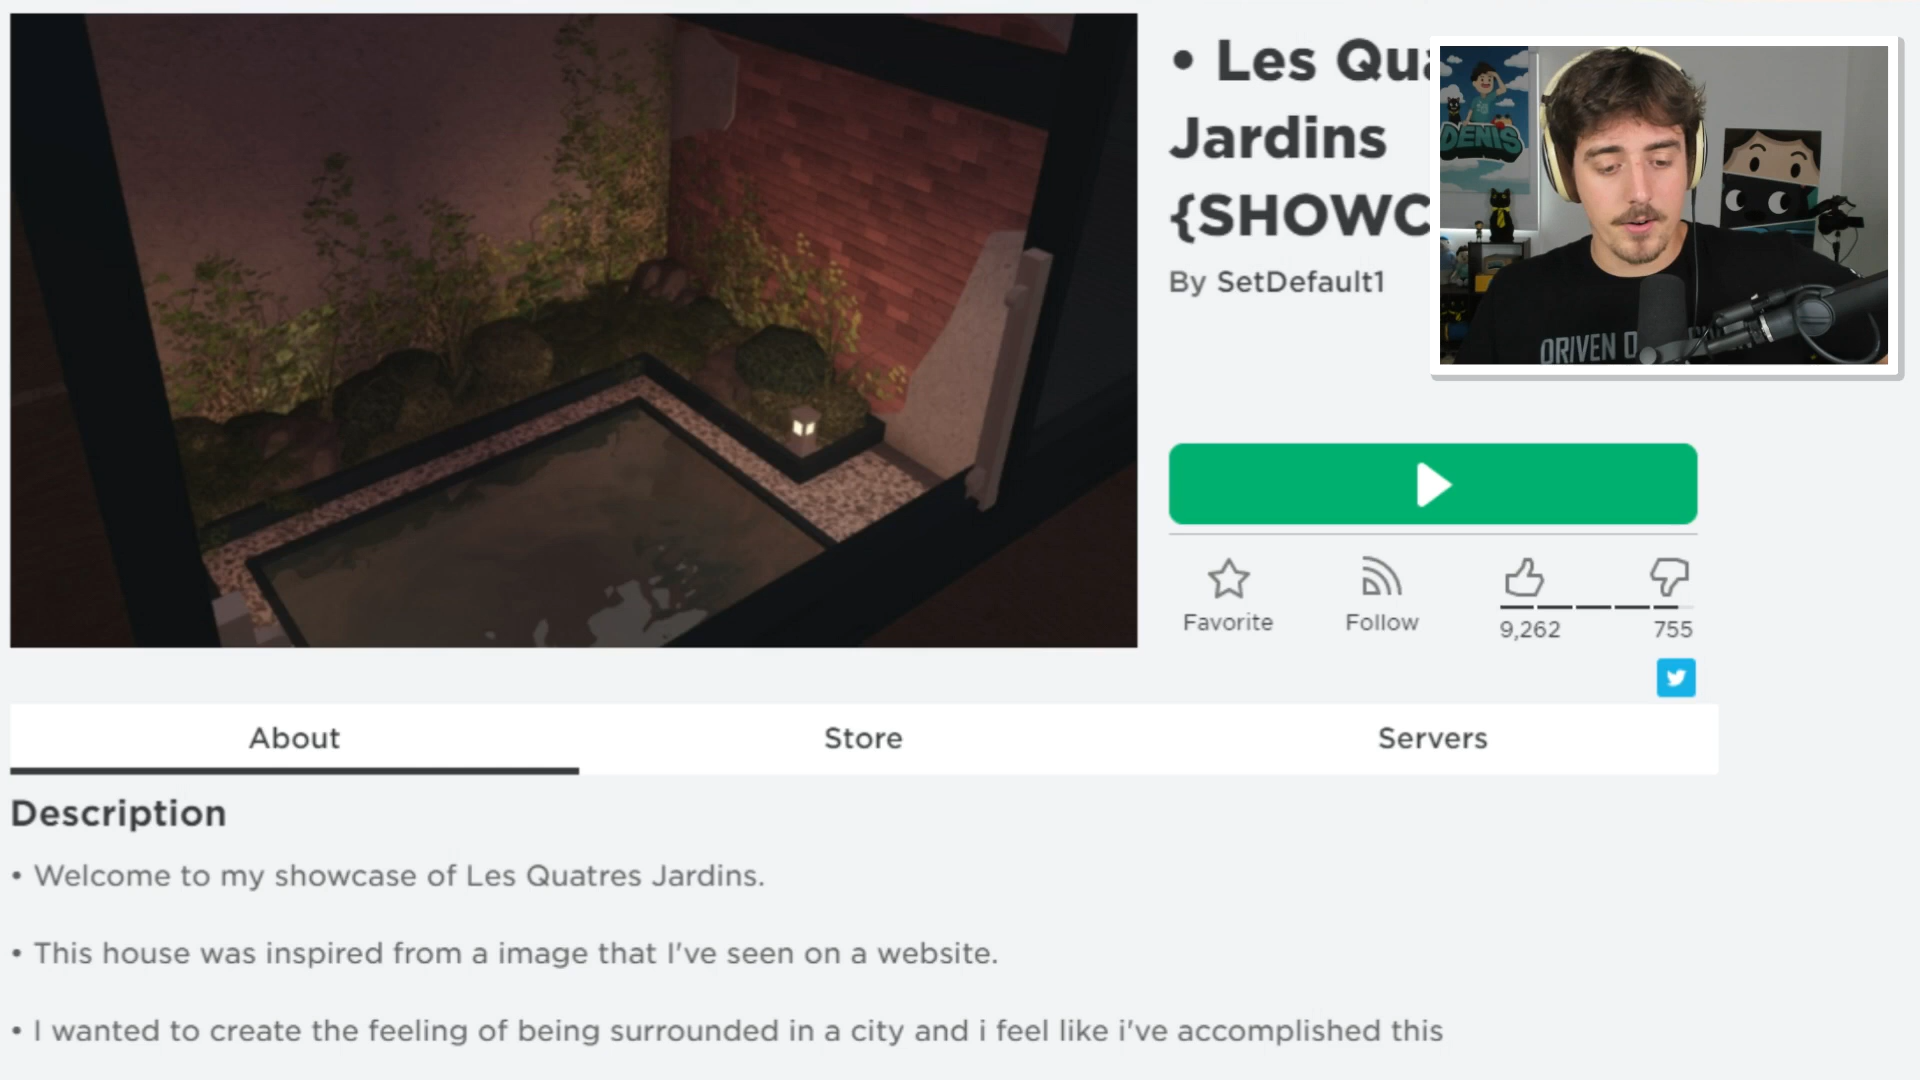 • Les Qua
Jardins
{SHOWC
By SetDefault1
DENIS
DRIVEN
Favorite
Follow
9,262
755
About
Store
Servers
Description
• Welcome to my showcase of Les Quatres Jardins.
• This house was inspired from a image that I've seen on a website.
• I wanted to create the feeling of being surrounded in a city and i feel like i've accomplished this